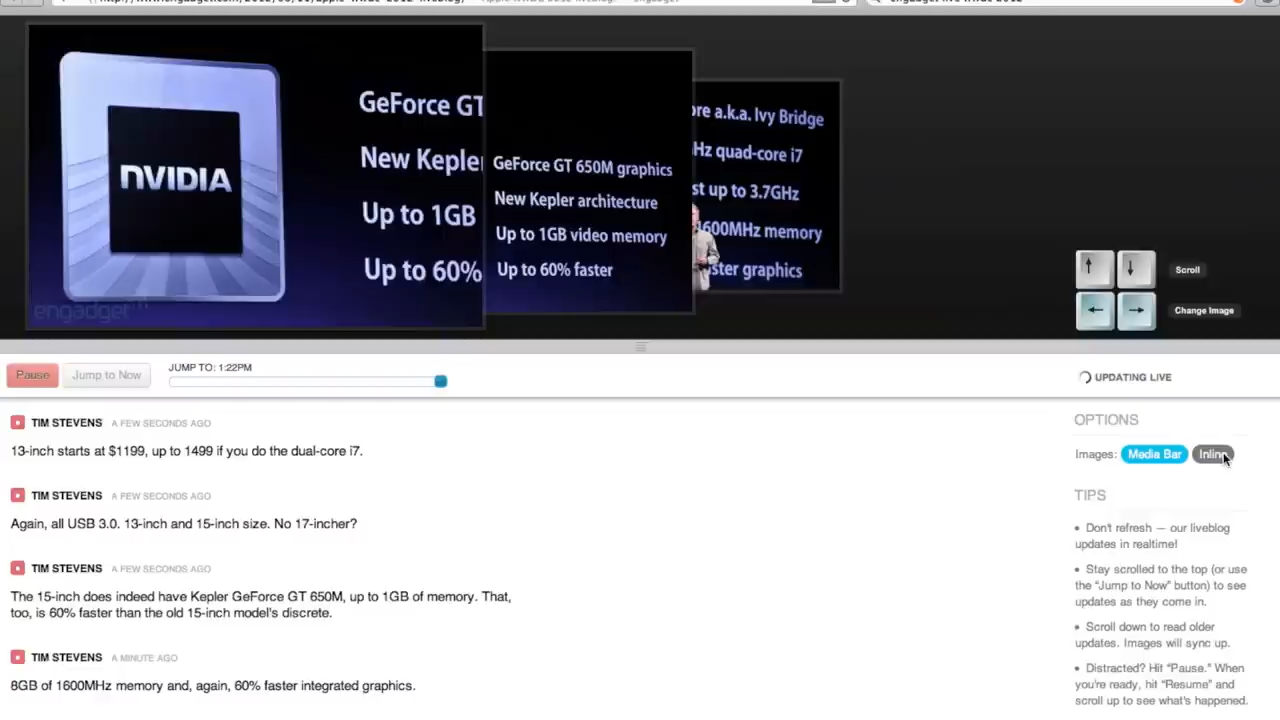 GeForce GT
New Kepler
Up to 1GB
Up to 60%
NVIDIA
engadget
GeForce GT 650M graphics
New Kepler architecture
Up to 1GB video memory
Up to 60% faster
ore a.k.a. Ivy Bridge
Hz quad-core i7
st up to 3.7GHz
1600MHz memory
ster graphics
Scroll
Change Image
Pause
Jump to Now
JUMP TO: 1:22PM
UPDATING LIVE
TIM STEVENS A FEW SECONDS AGO
13-inch starts at $1199, up to 1499 if you do the dual-core i7.
TIM STEVENS A FEW SECONDS AGO
Again, all USB 3.0. 13-inch and 15-inch size. No 17-incher?
TIM STEVENS A FEW SECONDS AGO
The 15-inch does indeed have Kepler GeForce GT 650M, up to 1GB of memory. That,
too, is 60% faster than the old 15-inch model's discrete.
TIM STEVENS A MINUTE AGO
8GB of 1600MHz memory and, again, 60% faster integrated graphics.
OPTIONS
Images: Media Bar Inline
TIPS
• Don't refresh — our liveblog
updates in realtime!
• Stay scrolled to the top (or use
the "Jump to Now" button) to see
updates as they come in.
• Scroll down to read older
updates. Images will sync up.
• Distracted? Hit "Pause." When
you're ready, hit "Resume" and
scroll up to see what's happened.